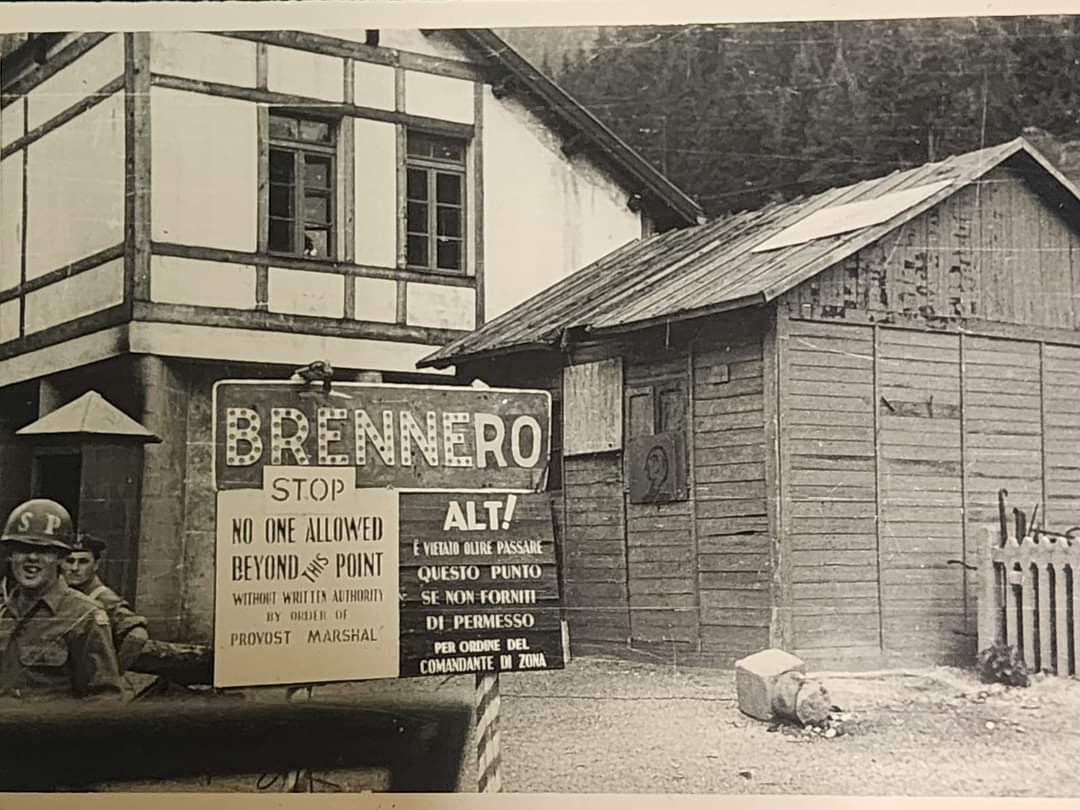 BRENNERO
STOP
NO ONE ALLOWED
BEYOND THIS POINT
WITHOUT WRITTEN AUTHORITY
BY ORDER OF
PROVOST MARSHAL
ALT!
È VIETATO OLTRE PASSARE
QUESTO PUNTO
SE NON FORNITI
DI PERMESSO
PER ORDINE DEL
COMANDANTE DI ZONA
SP